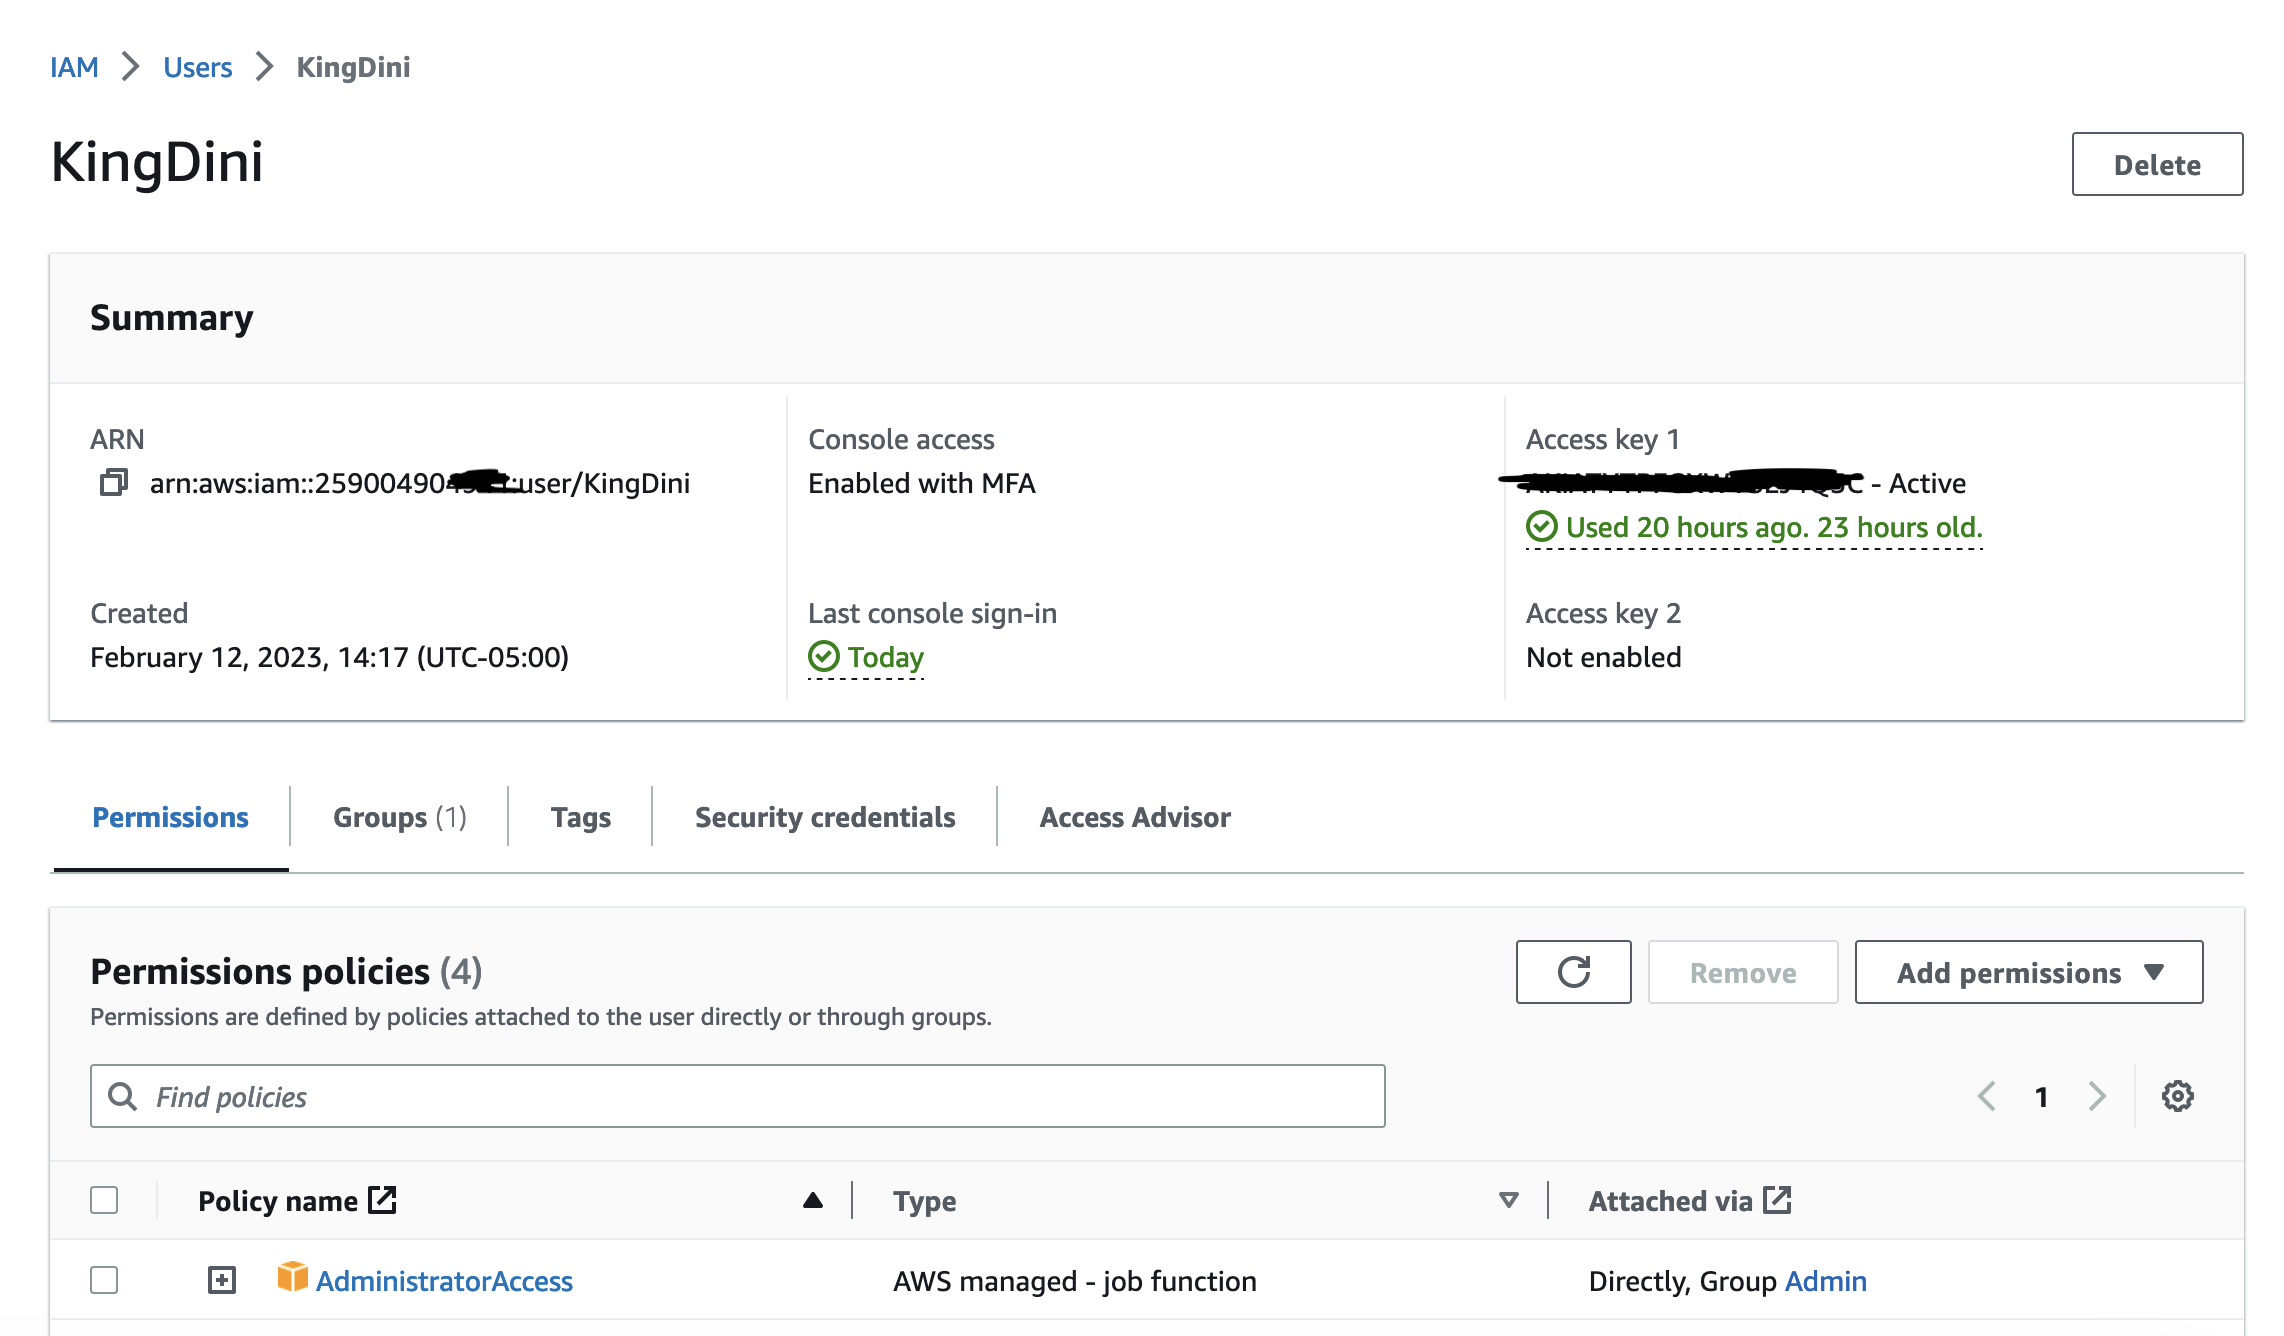 IAM > Users > KingDini
KingDini
Delete
Summary
ARN
arn:aws:iam::25900490 :user/KingDini
Console access
Enabled with MFA
Access key 1
- Active
Used 20 hours ago. 23 hours old.
Created
February 12, 2023, 14:17 (UTC-05:00)
Last console sign-in
Today
Access key 2
Not enabled
Permissions
Groups (1)
Tags
Security credentials
Access Advisor
Permissions policies (4)
Permissions are defined by policies attached to the user directly or through groups.
Remove
Add permissions
Find policies
1
Policy name
Type
Attached via
AdministratorAccess
AWS managed - job function
Directly, Group Admin